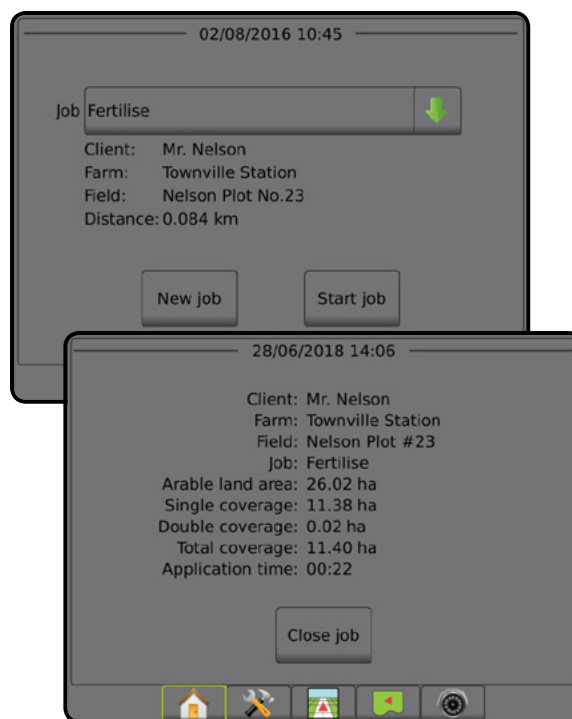 02/08/2016 10:45
Job Fertilise
Client: Mr. Nelson
Farm: Townville Station
Field: Nelson Plot No.23
Distance: 0.084 km
New job Start job
28/06/2018 14:06
Client: Mr. Nelson
Farm: Townville Station
Field: Nelson Plot #23
Job: Fertilise
Arable land area: 26.02 ha
Single coverage: 11.38 ha
Double coverage: 0.02 ha
Total coverage: 11.40 ha
Application time: 00:22
Close job